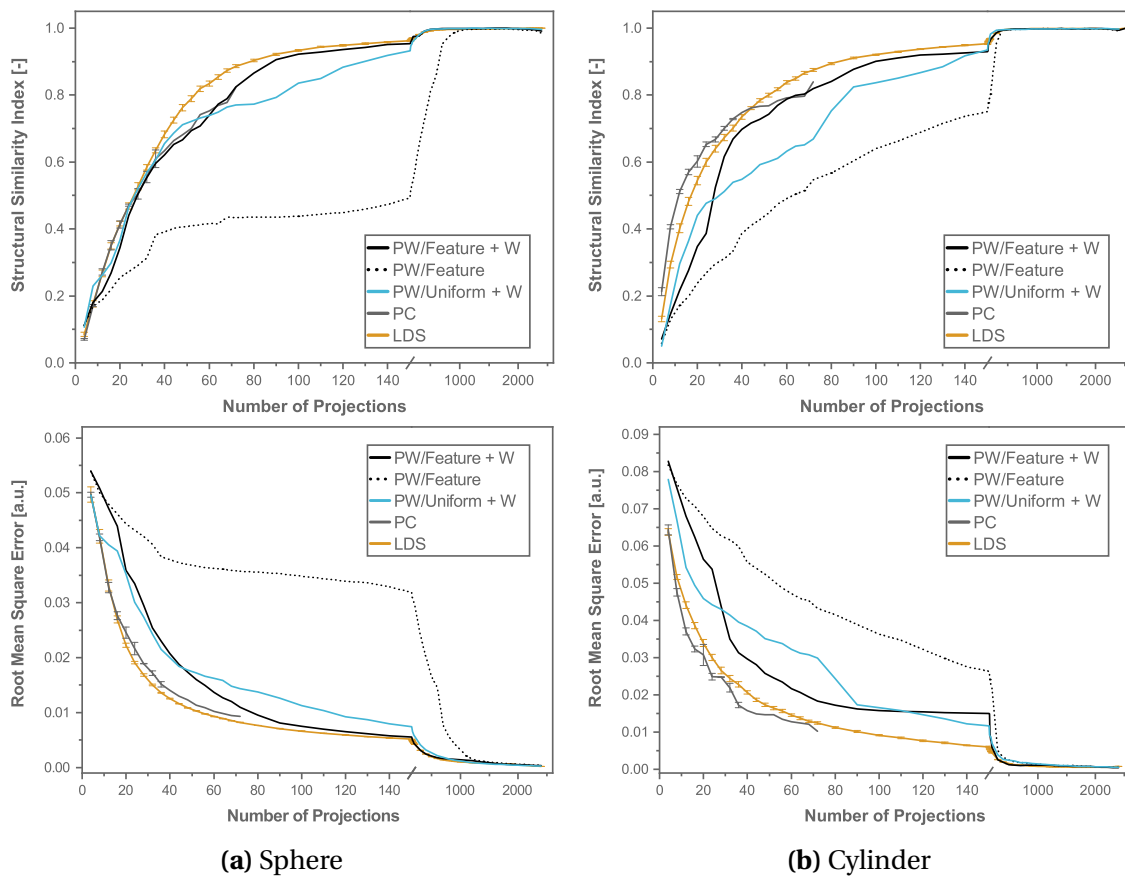 Structural Similarity Index [-]
1.0
0.8
0.6
0.4
0.2
0.0
PW/Feature + W
PW/Feature
PW/Uniform + W
PC
LDS
0 20 40 60 80 100 120 140 1000 2000
Number of Projections
Structural Similarity Index [-]
1.0
0.8
0.6
0.4
0.2
0.0
PW/Feature + W
PW/Feature
PW/Uniform + W
PC
LDS
0 20 40 60 80 100 120 140 1000 2000
Number of Projections
Root Mean Square Error [a.u.]
0.06
0.05
0.04
0.03
0.02
0.01
0.00
PW/Feature + W
PW/Feature
PW/Uniform + W
PC
LDS
0 20 40 60 80 100 120 140 1000 2000
Number of Projections
Root Mean Square Error [a.u.]
0.09
0.08
0.07
0.06
0.05
0.04
0.03
0.02
0.01
0.00
PW/Feature + W
PW/Feature
PW/Uniform + W
PC
LDS
0 20 40 60 80 100 120 140 1000 2000
Number of Projections
(a) Sphere
(b) Cylinder